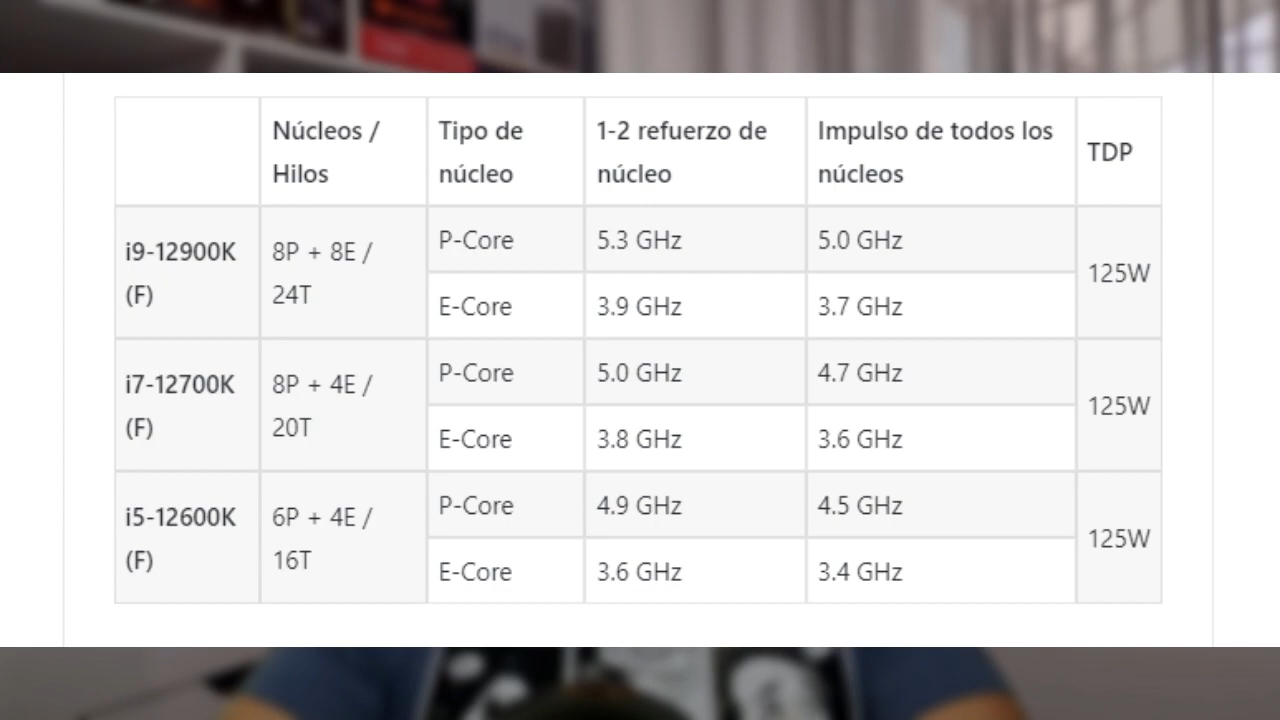 Núcleos /
Hilos
Tipo de
núcleo
1-2 refuerzo de
núcleo
Impulso de todos los
núcleos
TDP
i9-12900K
(F)
8P + 8E /
24T
P-Core
5.3 GHz
5.0 GHz
125W
E-Core
3.9 GHz
3.7 GHz
i7-12700K
(F)
8P + 4E /
20T
P-Core
5.0 GHz
4.7 GHz
125W
E-Core
3.8 GHz
3.6 GHz
i5-12600K
(F)
6P + 4E /
16T
P-Core
4.9 GHz
4.5 GHz
125W
E-Core
3.6 GHz
3.4 GHz